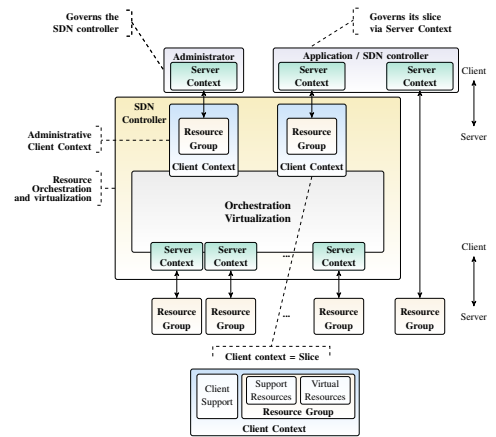 Governs the
SDN controller
Governs its slice
via Server Context
Administrator
Server
Context
Application / SDN controller
Server
Context
Server
Context
Client
Server
SDN
Controller
Resource
Group
Client Context
Resource
Group
Client Context
Administrative
Client Context
Resource
Orchestration
and virtualization
Orchestration
Virtualization
Server
Context
Server
Context
...
Server
Context
Client
Server
Resource
Group
Resource
Group
...
Resource
Group
Resource
Group
Client context = Slice
Client
Support
Support
Resources
Virtual
Resources
Resource Group
Client Context